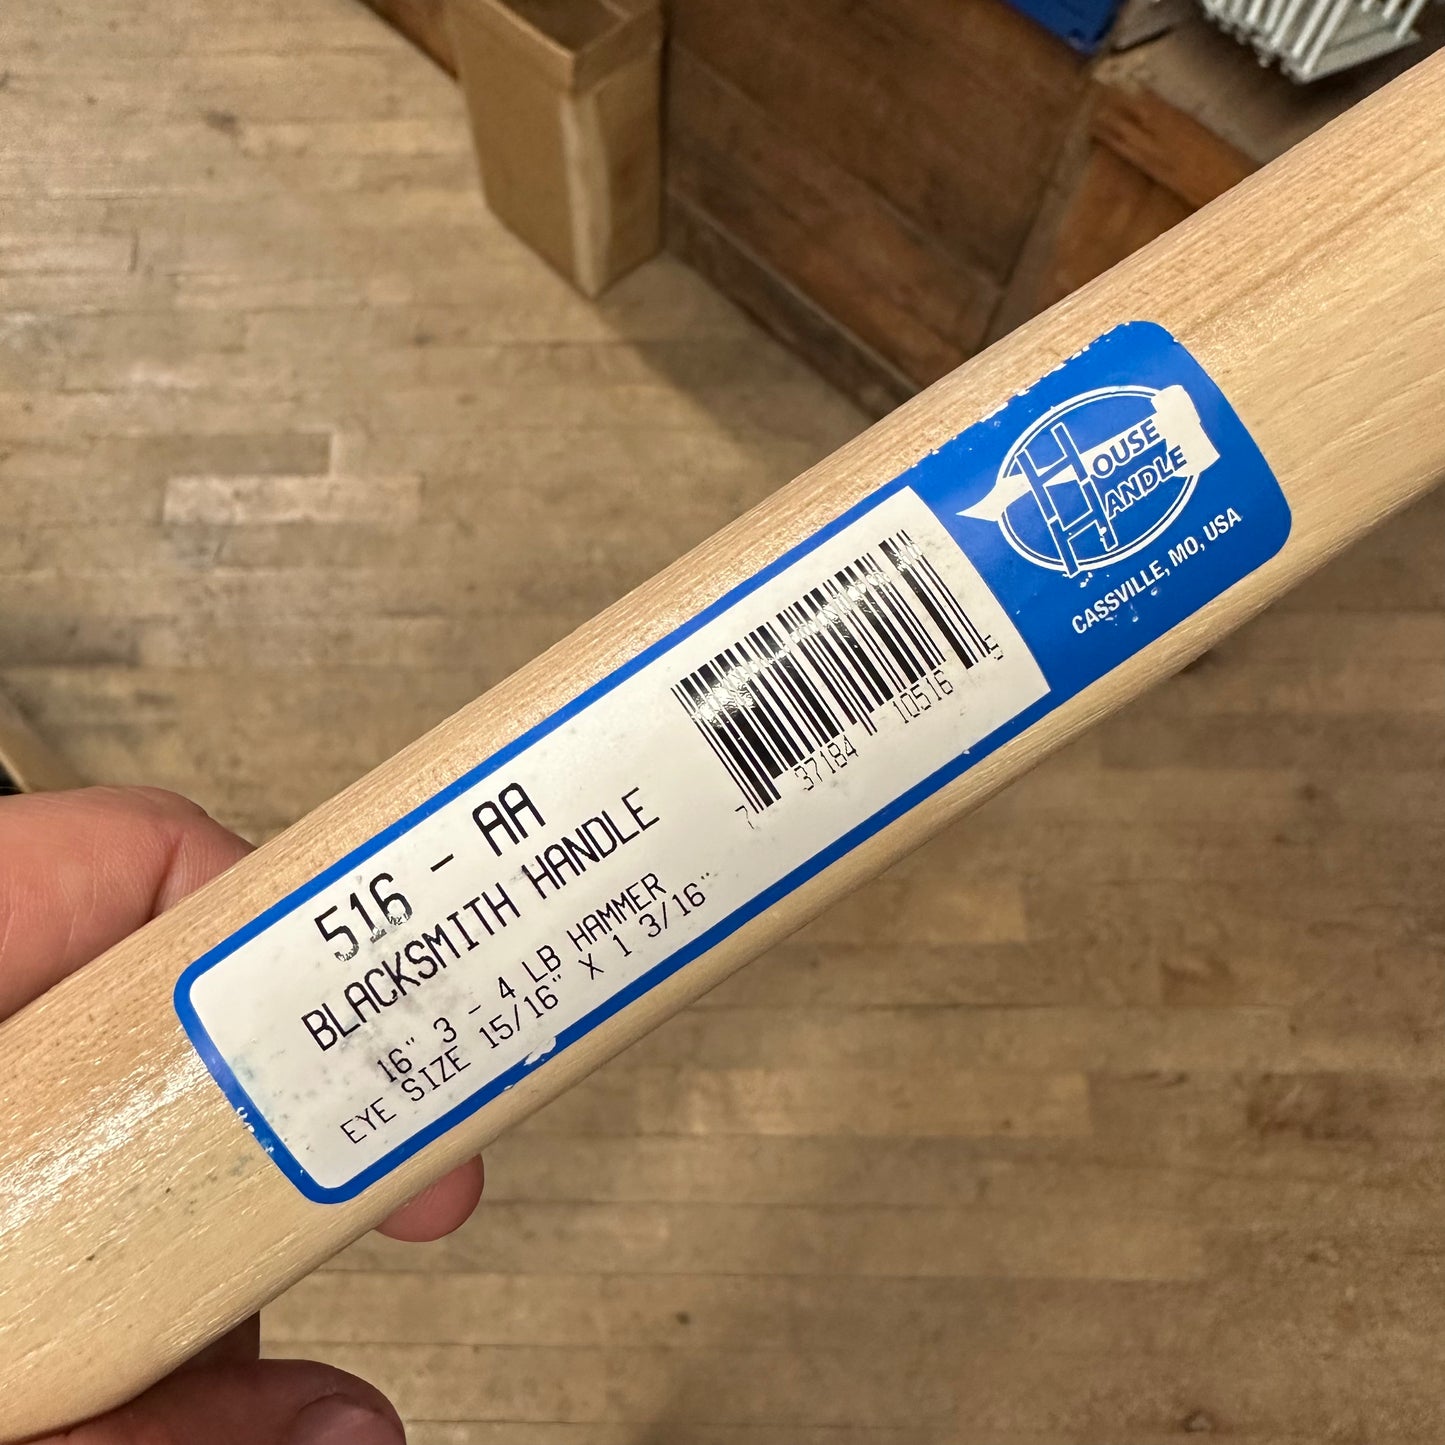 516 - AA
BLACKSMITH HANDLE
16" 3 - 4 LB HAMMER
EYE SIZE 15/16" X 1 3/16"
7 37184 10516 5
HOUSE
HANDLE
CASSVILLE, MO, USA